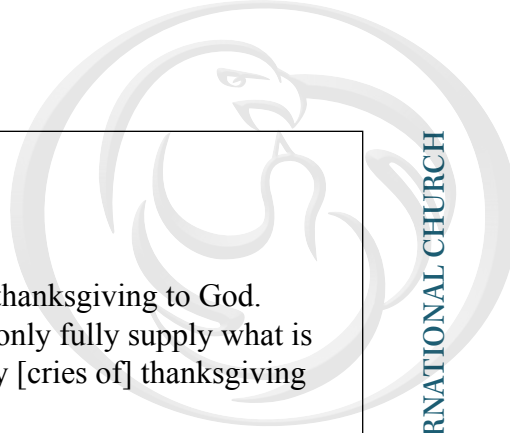 thanksgiving to God.
only fully supply what is
y [cries of] thanksgiving
RNATIONAL CHURCH